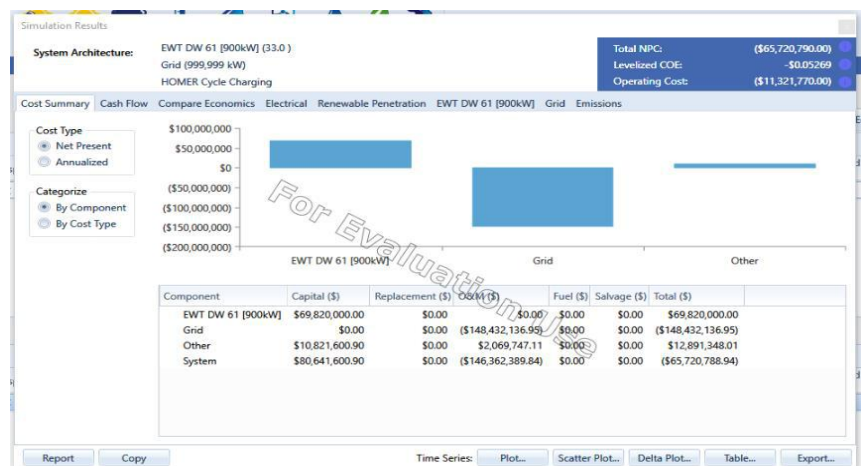 Simulation Results
System Architecture:
EWT DW 61 [900kW] (33.0 )
Grid (999,999 kW)
HOMER Cycle Charging
Total NPC: ($65,720,790.00)
Levelized COE: -$0.05269
Operating Cost: ($11,321,770.00)
Cost Summary Cash Flow Compare Economics Electrical Renewable Penetration EWT DW 61 [900kW] Grid Emissions
Cost Type
Net Present
Annualized
Categorize
By Component
By Cost Type
$100,000,000
$50,000,000
$0
($50,000,000)
($100,000,000)
($150,000,000)
($200,000,000)
EWT DW 61 [900kW] Grid Other
For Evaluation Use
Component Capital ($) Replacement ($) O&M ($) Fuel ($) Salvage ($) Total ($)
EWT DW 61 [900kW] $69,820,000.00 $0.00 $0.00 $0.00 $0.00 $69,820,000.00
Grid $0.00 $0.00 ($148,432,136.95) $0.00 $0.00 ($148,432,136.95)
Other $10,821,600.90 $0.00 $2,069,747.11 $0.00 $0.00 $12,891,348.01
System $80,641,600.90 $0.00 ($146,362,389.84) $0.00 $0.00 ($65,720,788.94)
Report Copy Time Series: Plot... Scatter Plot... Delta Plot... Table... Export...